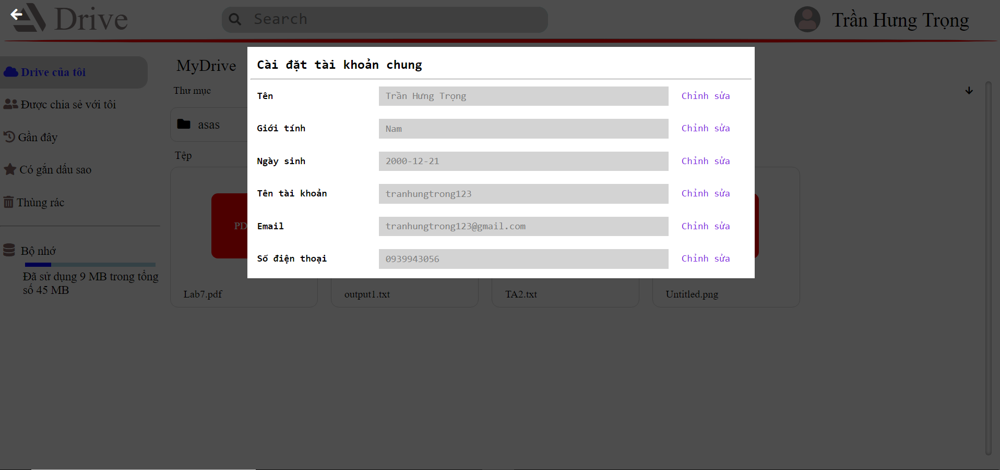 Drive
Search
Trần Hưng Trọng
Drive của tôi
Được chia sẻ với tôi
Gần đây
Có gắn dấu sao
Thùng rác
Bộ nhớ
Đã sử dụng 9 MB trong tổng
số 45 MB
MyDrive
Thư mục
asas
Tệp
PD
Lab7.pdf
output1.txt
TA2.txt
Untitled.png
Cài đặt tài khoản chung
Tên Trần Hưng Trọng Chỉnh sửa
Giới tính Nam Chỉnh sửa
Ngày sinh 2000-12-21 Chỉnh sửa
Tên tài khoản tranhungtrong123 Chỉnh sửa
Email tranhungtrong123@gmail.com Chỉnh sửa
Số điện thoại 0939943056 Chỉnh sửa